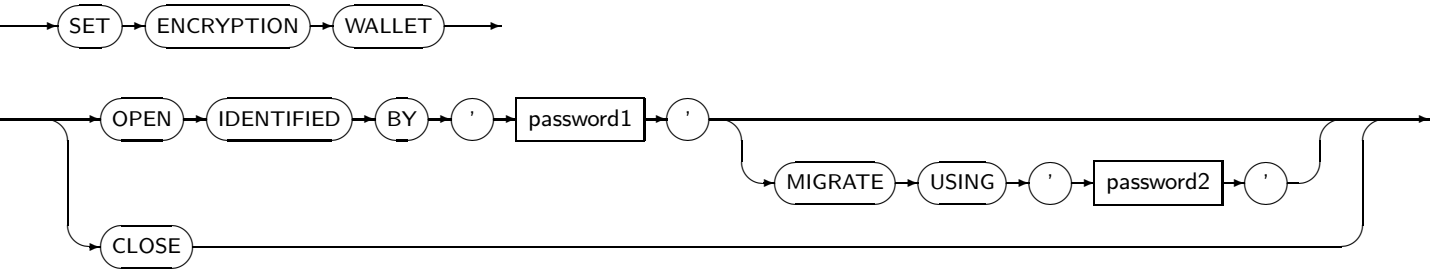 SET ENCRYPTION WALLET
OPEN IDENTIFIED BY ' password1 '
MIGRATE USING ' password2 '
CLOSE